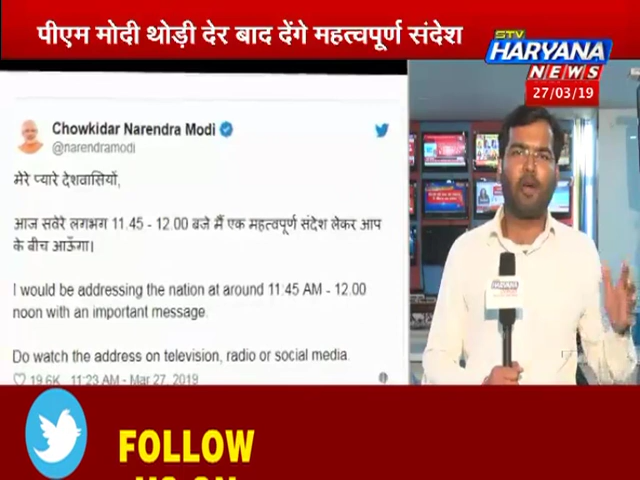 पीएम मोदी थोड़ी देर बाद देंगे महत्वपूर्ण संदेश
STV
HARYANA
NEWS
27/03/19
Chowkidar Narendra Modi
@narendramodi
मेरे प्यारे देशवासियों,
आज सवेरे लगभग 11.45 - 12.00 बजे मैं एक महत्वपूर्ण संदेश लेकर आप
के बीच आऊँगा।
I would be addressing the nation at around 11:45 AM - 12.00
noon with an important message.
Do watch the address on television, radio or social media.
19.6K 11:23 AM - Mar 27, 2019
HARYANA
FOLLOW
US ON